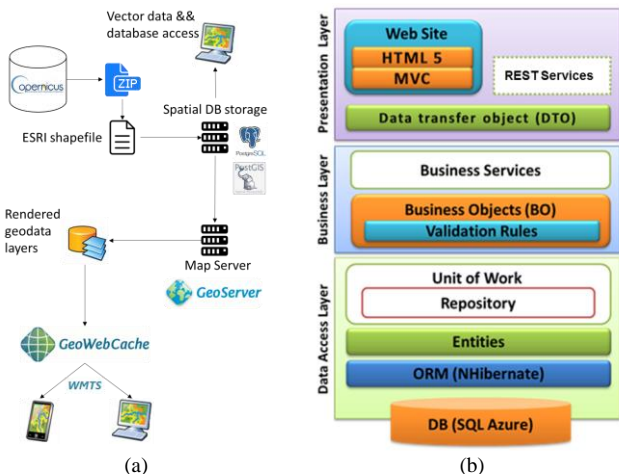 Vector data &&
database access
Copernicus
ZIP
Spatial DB storage
ESRI shapefile
PostgreSQL
PostGIS
Rendered
geodata
layers
Map Server
GeoServer
GeoWebCache
WMTS
(a)
Presentation Layer
Web Site
HTML 5
MVC
REST Services
Data transfer object (DTO)
Business Layer
Business Services
Business Objects (BO)
Validation Rules
Data Access Layer
Unit of Work
Repository
Entities
ORM (NHibernate)
DB (SQL Azure)
(b)